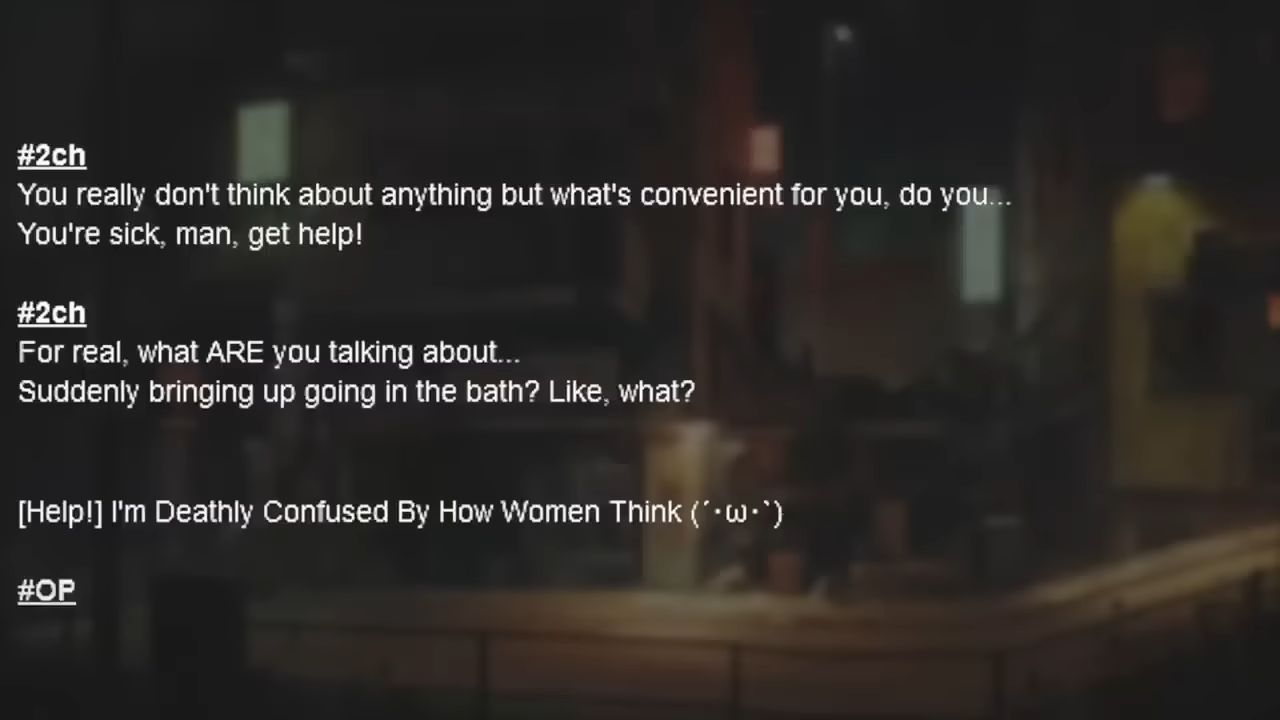 #2ch
You really don't think about anything but what's convenient for you, do you...
You're sick, man, get help!
#2ch
For real, what ARE you talking about...
Suddenly bringing up going in the bath? Like, what?
[Help!] I'm Deathly Confused By How Women Think (´･ω･`)
#OP